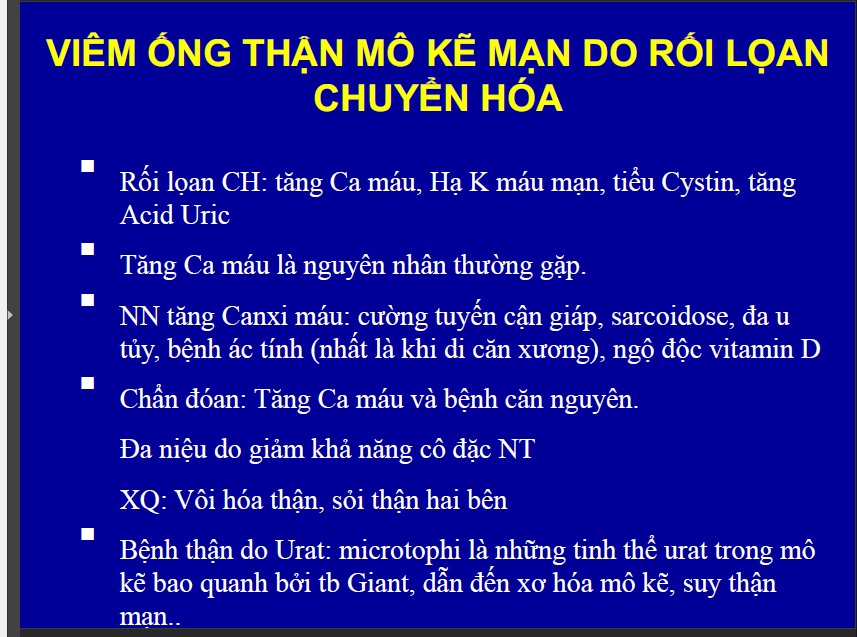 VIÊM ỐNG THẬN MÔ KẼ MẠN DO RỐI LỌAN
CHUYỂN HÓA
Rối lọan CH: tăng Ca máu, Hạ K máu mạn, tiểu Cystin, tăng
Acid Uric
Tăng Ca máu là nguyên nhân thường gặp.
NN tăng Canxi máu: cường tuyến cận giáp, sarcoidose, đa u
tủy, bệnh ác tính (nhất là khi di căn xương), ngộ độc vitamin D
Chẩn đóan: Tăng Ca máu và bệnh căn nguyên.
Đa niệu do giảm khả năng cô đặc NT
XQ: Vôi hóa thận, sỏi thận hai bên
Bệnh thận do Urat: microtophi là những tinh thể urat trong mô
kẽ bao quanh bởi tb Giant, dẫn đến xơ hóa mô kẽ, suy thận
mạn..